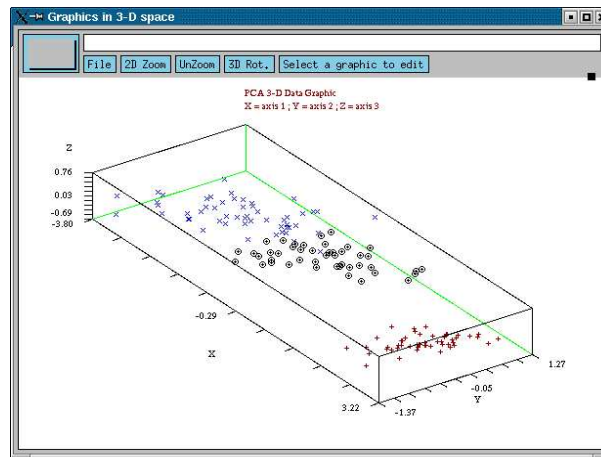 Graphics in 3-D space
File 2D Zoom UnZoom 3D Rot. Select a graphic to edit
PCA 3-D Data Graphic
X = axis 1 ; Y = axis 2 ; Z = axis 3
Z
0.76
0.03
-0.69
-3.80
-0.29
X
3.22
-1.37
-0.05
Y
1.27